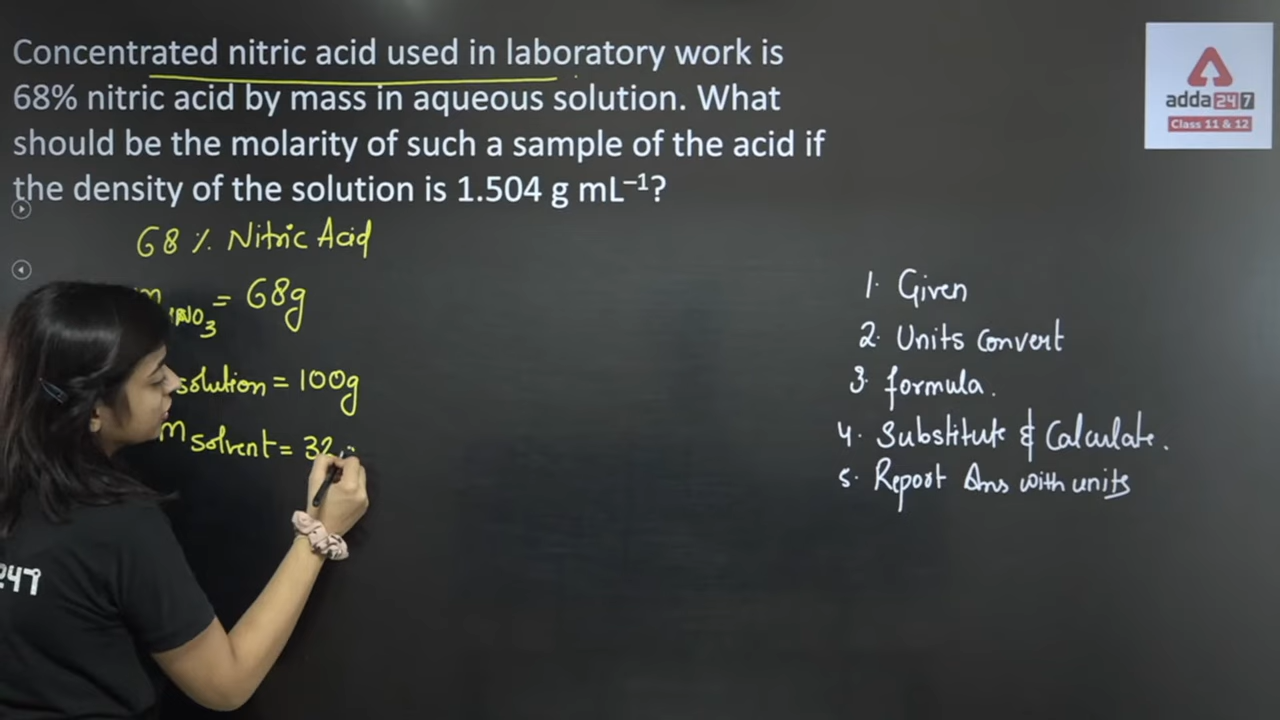 Concentrated nitric acid used in laboratory work is
68% nitric acid by mass in aqueous solution. What
should be the molarity of such a sample of the acid if
the density of the solution is 1.504 g mL⁻¹?
adda247
Class 11 & 12
68 % Nitric Acid
m HNO₃ = 68g
solution = 100g
m solvent = 32
1. Given
2. Units Convert
3. formula.
4. Substitute & Calculate.
5. Report Ans with units
247